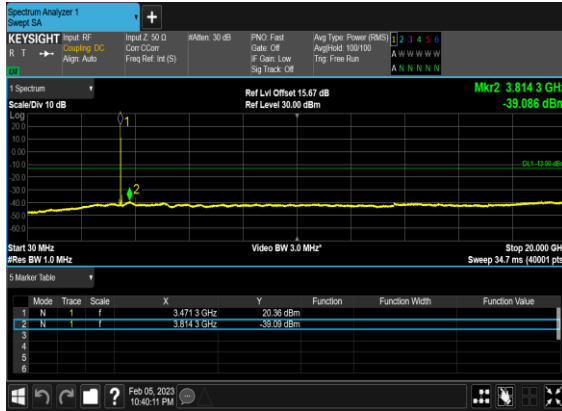 Spectrum Analyzer 1
Swept SA
+
KEYSIGHT Input: RF Input Z: 50 Ω #Atten: 30 dB PNO: Fast Avg Type: Power (RMS) 1 2 3 4 5 6
R T Coupling: DC Corr CCorr Gate: Off Avg|Hold: 100/100 A W W W W W
Align: Auto Freq Ref: Int (S) IF Gain: Low Trig: Free Run
LU Sig Track: Off A N N N N N
1 Spectrum Mkr2 3.814 3 GHz
Ref Lvl Offset 15.67 dB
Scale/Div 10 dB Ref Level 30.00 dBm -39.086 dBm
Log
20.0
10.0
0.00
-10.0
-20.0
-30.0
-40.0
-50.0
-60.0
1
DL1 -13.00 dBm
2
Start 30 MHz Video BW 3.0 MHz* Stop 20.000 GHz
#Res BW 1.0 MHz Sweep 34.7 ms (40001 pts)
5 Marker Table
Mode Trace Scale X Y Function Function Width Function Value
1 N 1 f 3.471 3 GHz 20.36 dBm
2 N 1 f 3.814 3 GHz -39.09 dBm
3
4
5
6
? Feb 05, 2023
10:40:11 PM